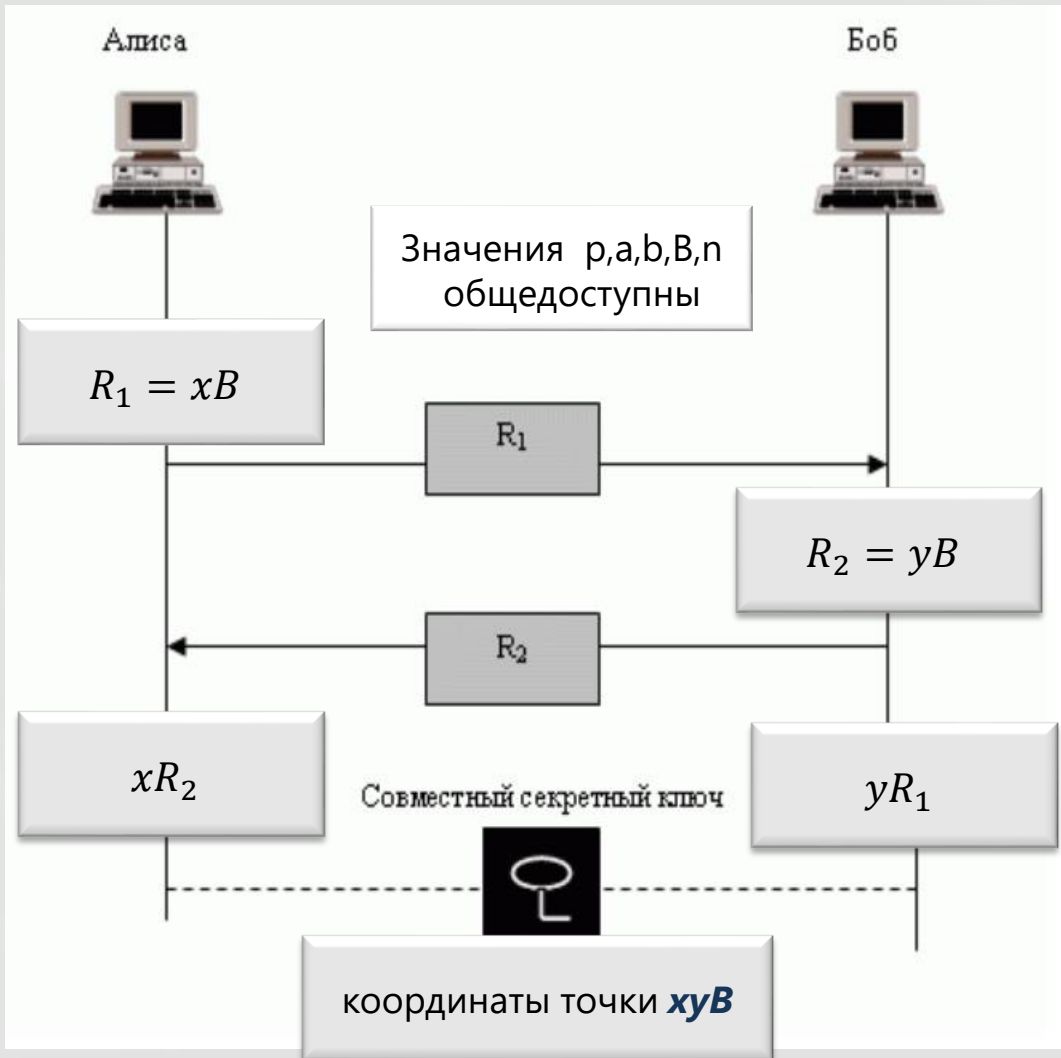 Алиса
Боб
Значения p,a,b,B,n
общедоступны
R₁ = xB
R₁
R₂ = yB
R₂
xR₂
yR₁
Совместный секретный ключ
координаты точки xyB